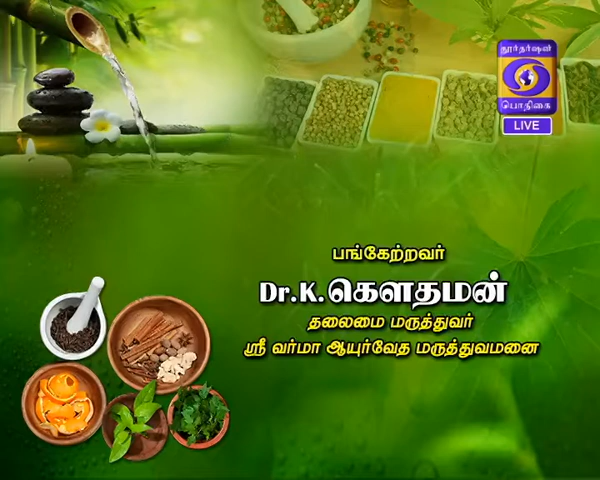 தூர்தர்ஷன்
பொதிகை
LIVE
பங்கேற்றவர்
Dr.K.கௌதமன்
தலைமை மருத்துவர்
ஸ்ரீ வர்மா ஆயுர்வேத மருத்துவமனை